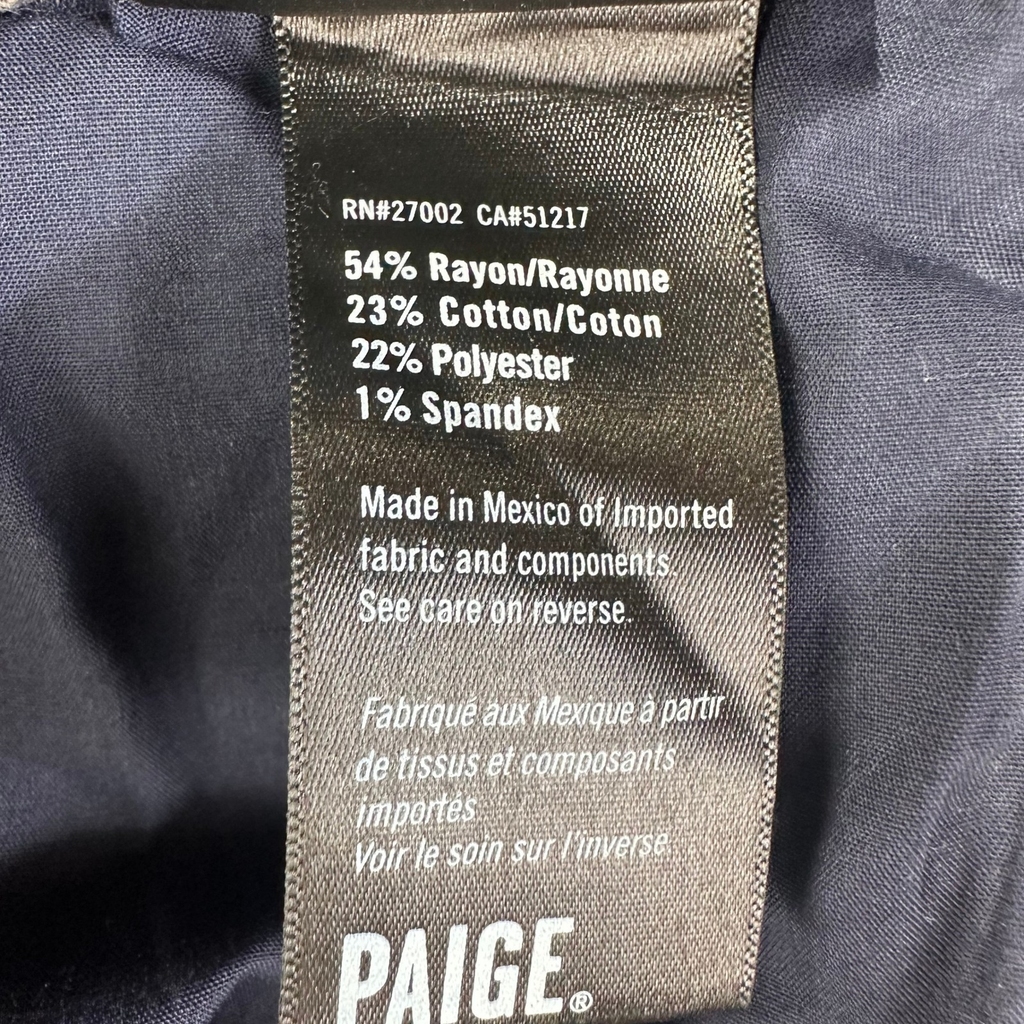 RN#27002 CA#51217
54% Rayon/Rayonne
23% Cotton/Coton
22% Polyester
1% Spandex
Made in Mexico of Imported
fabric and components
See care on reverse.
Fabriqué aux Mexique à partir
de tissus et composants
importés
Voir le soin sur l'inverse
PAIGE®